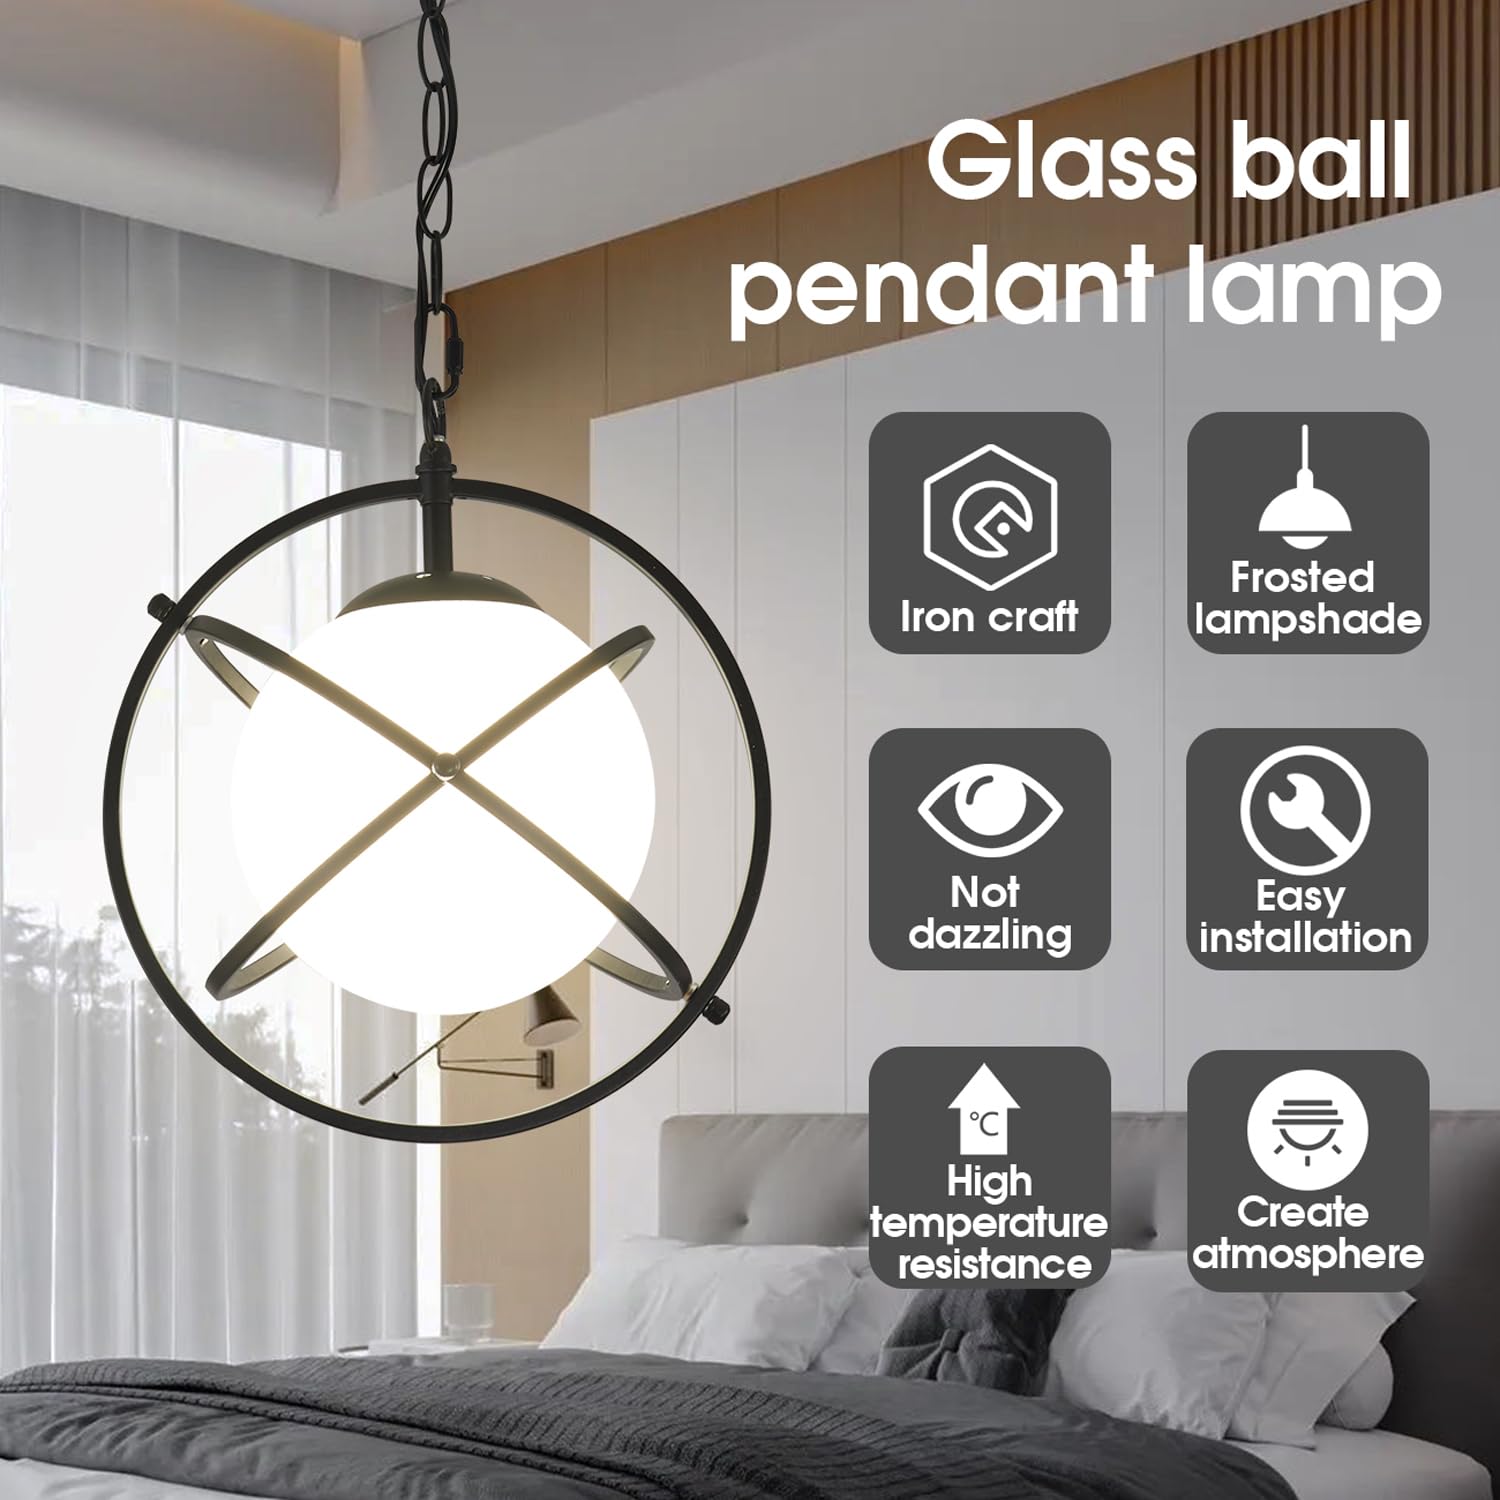 Glass ball
pendant lamp
Iron craft
Frosted
lampshade
Not
dazzling
Easy
installation
°C
High
temperature
resistance
Create
atmosphere